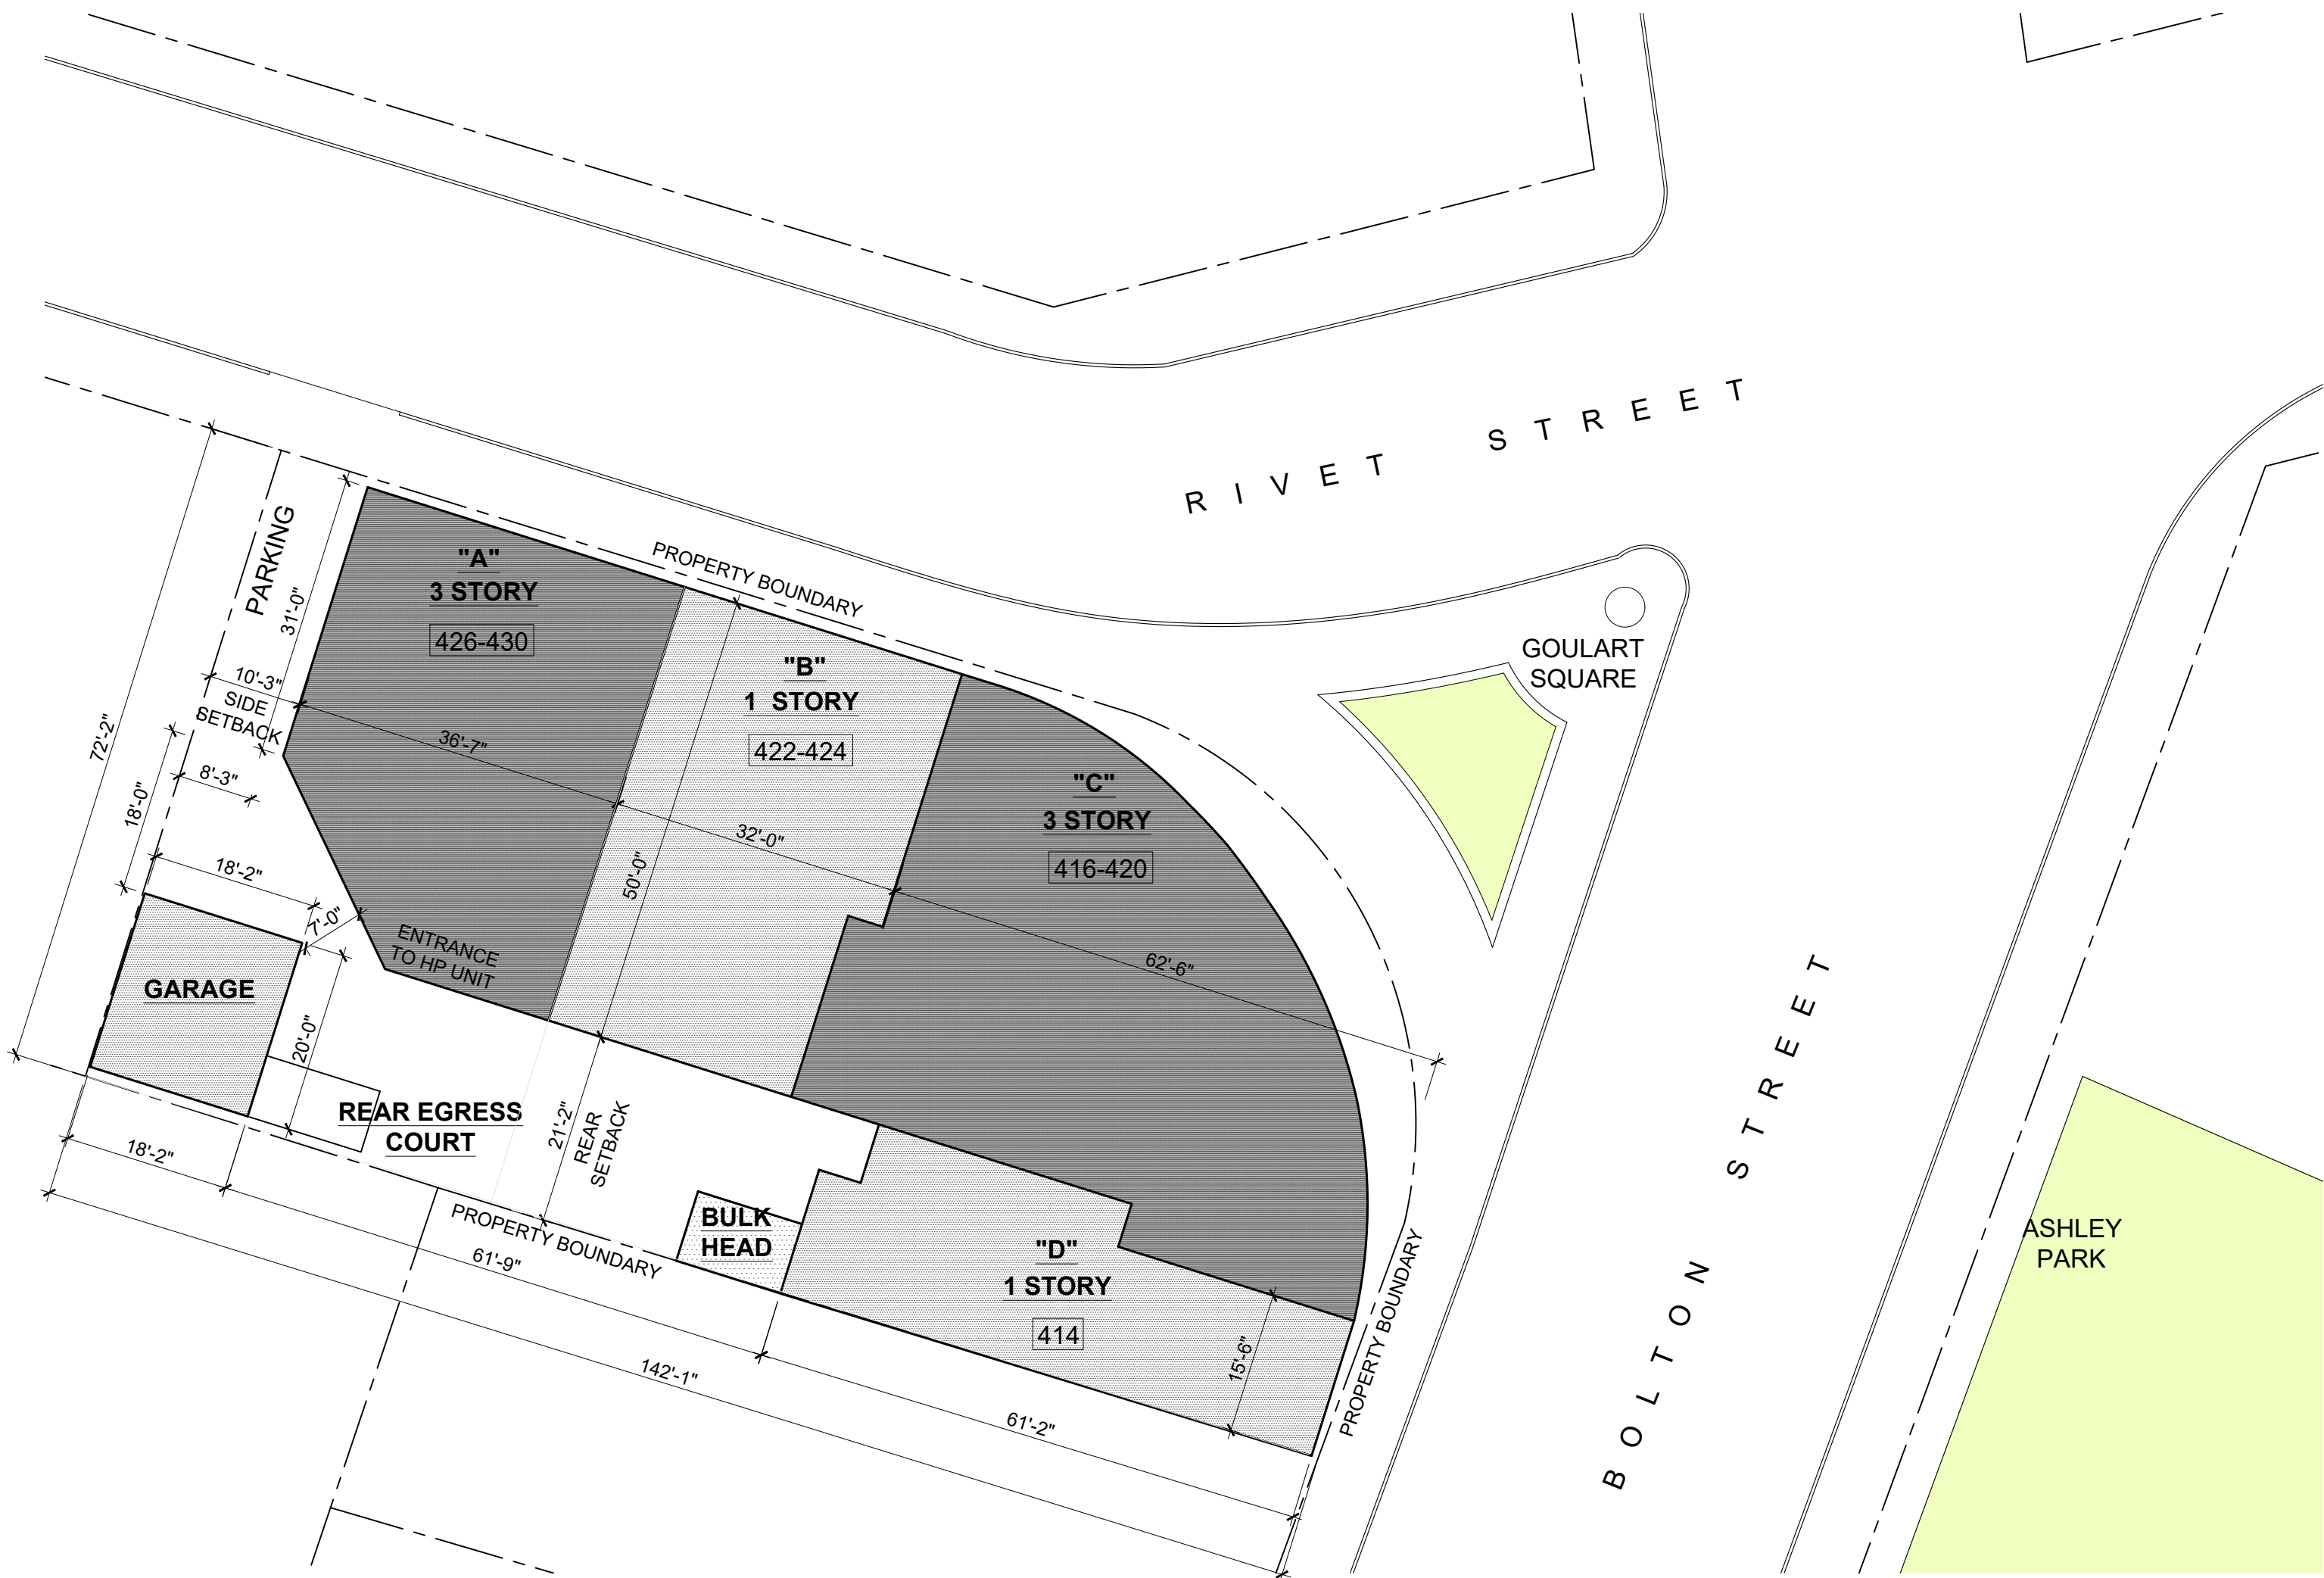 RIVET STREET
PARKING
31'-0"
"A"
3 STORY
426-430
PROPERTY BOUNDARY
"B"
1 STORY
422-424
GOULART
SQUARE
10'-3"
SIDE
SETBACK
72'-2"
36'-7"
8'-3"
18'-0"
"C"
3 STORY
416-420
32'-0"
50'-0"
18'-2"
7'-0"
ENTRANCE
TO HP UNIT
62'-6"
GARAGE
20'-0"
REAR EGRESS
COURT
21'-2"
REAR
SETBACK
18'-2"
BULK
HEAD
PROPERTY BOUNDARY
61'-9"
"D"
1 STORY
414
15'-6"
PROPERTY BOUNDARY
142'-1"
61'-2"
BOLTON STREET
ASHLEY
PARK